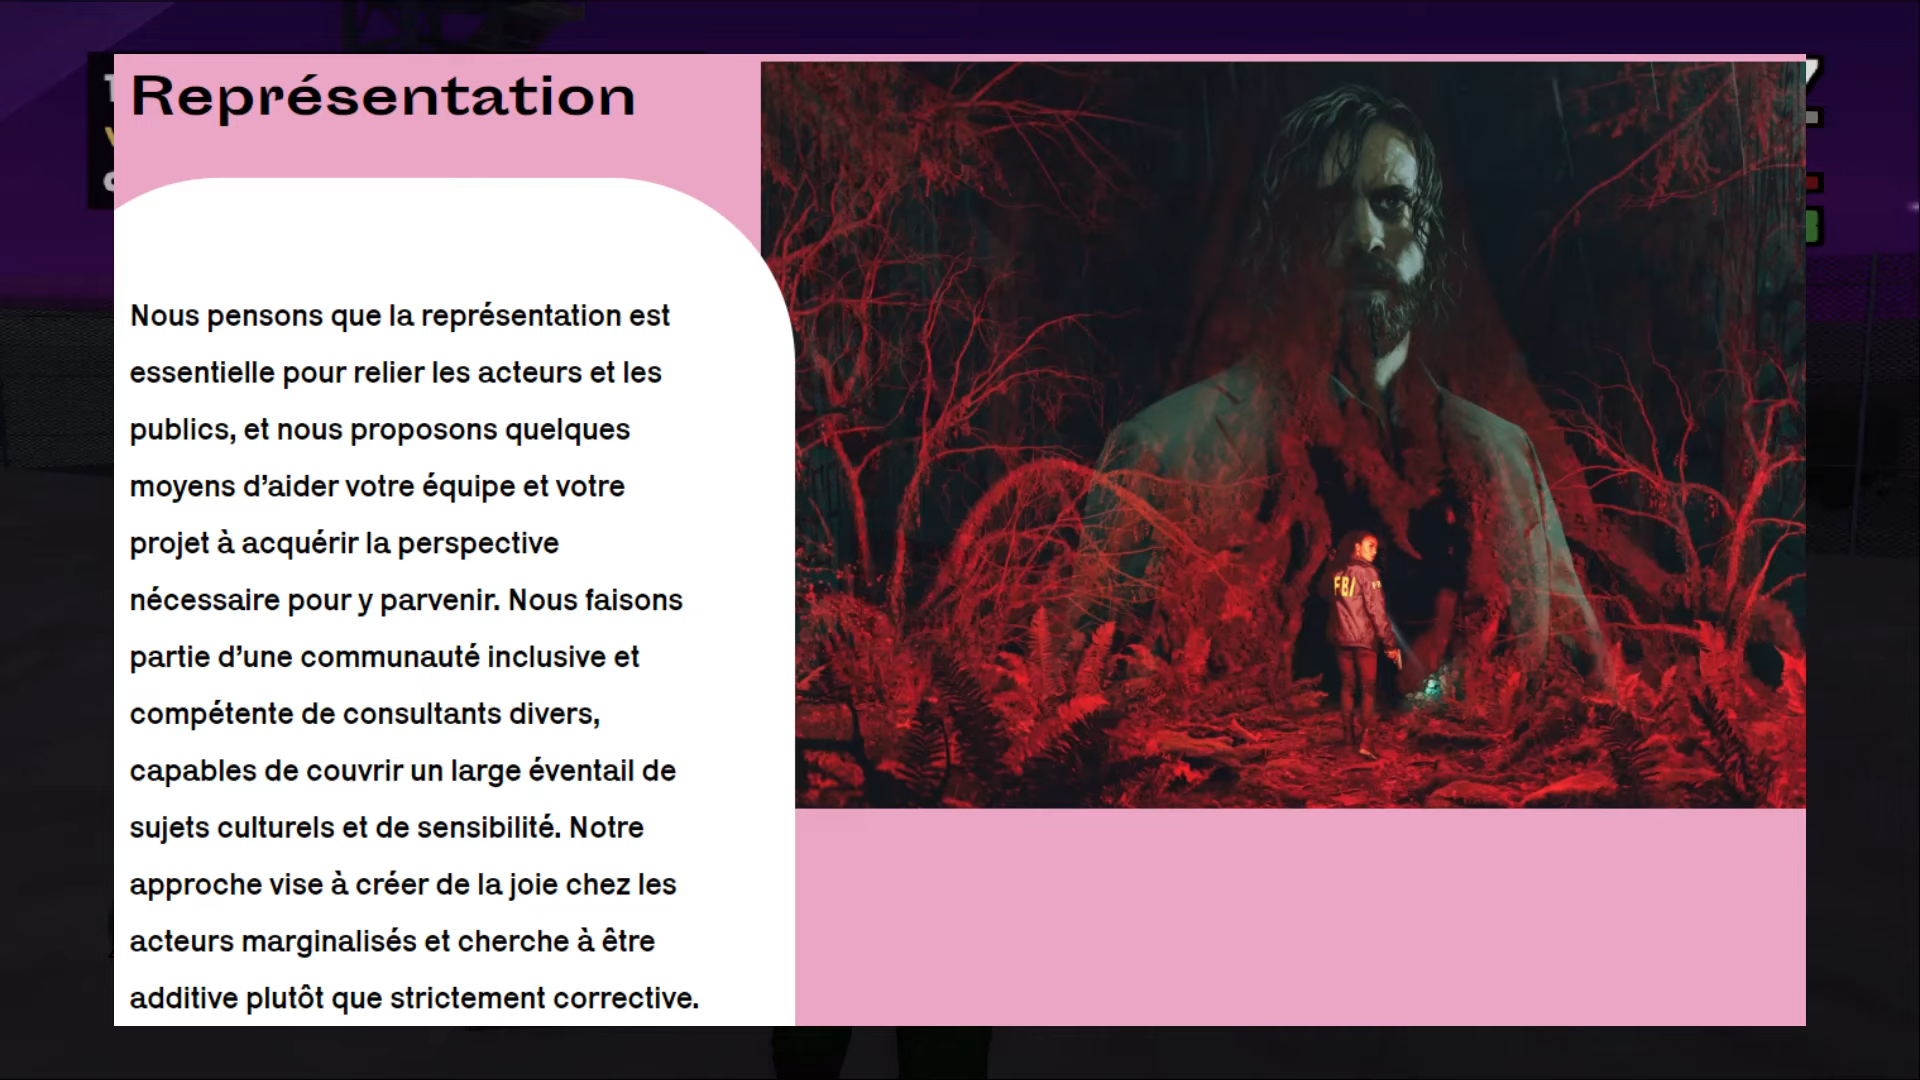 Représentation
Nous pensons que la représentation est
essentielle pour relier les acteurs et les
publics, et nous proposons quelques
moyens d’aider votre équipe et votre
projet à acquérir la perspective
nécessaire pour y parvenir. Nous faisons
partie d’une communauté inclusive et
compétente de consultants divers,
capables de couvrir un large éventail de
sujets culturels et de sensibilité. Notre
approche vise à créer de la joie chez les
acteurs marginalisés et cherche à être
additive plutôt que strictement corrective.
FBI